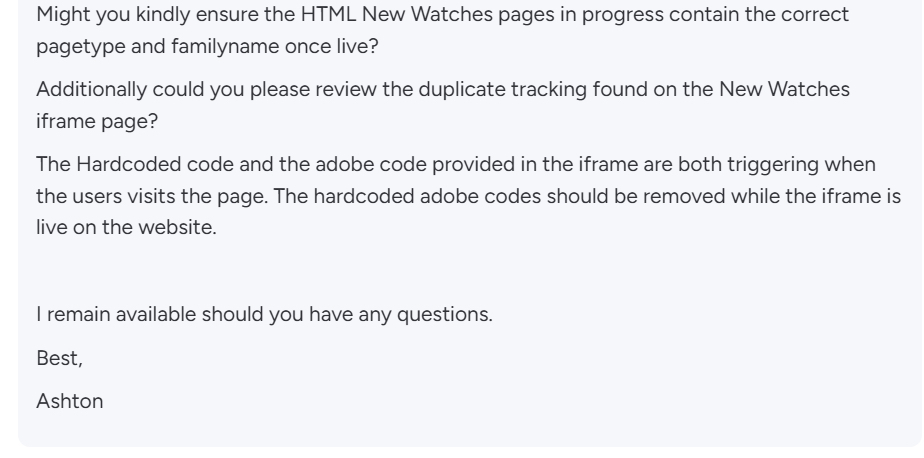 Might you kindly ensure the HTML New Watches pages in progress contain the correct
pagetype and familyname once live?
Additionally could you please review the duplicate tracking found on the New Watches
iframe page?
The Hardcoded code and the adobe code provided in the iframe are both triggering when
the users visits the page. The hardcoded adobe codes should be removed while the iframe is
live on the website.
I remain available should you have any questions.
Best,
Ashton